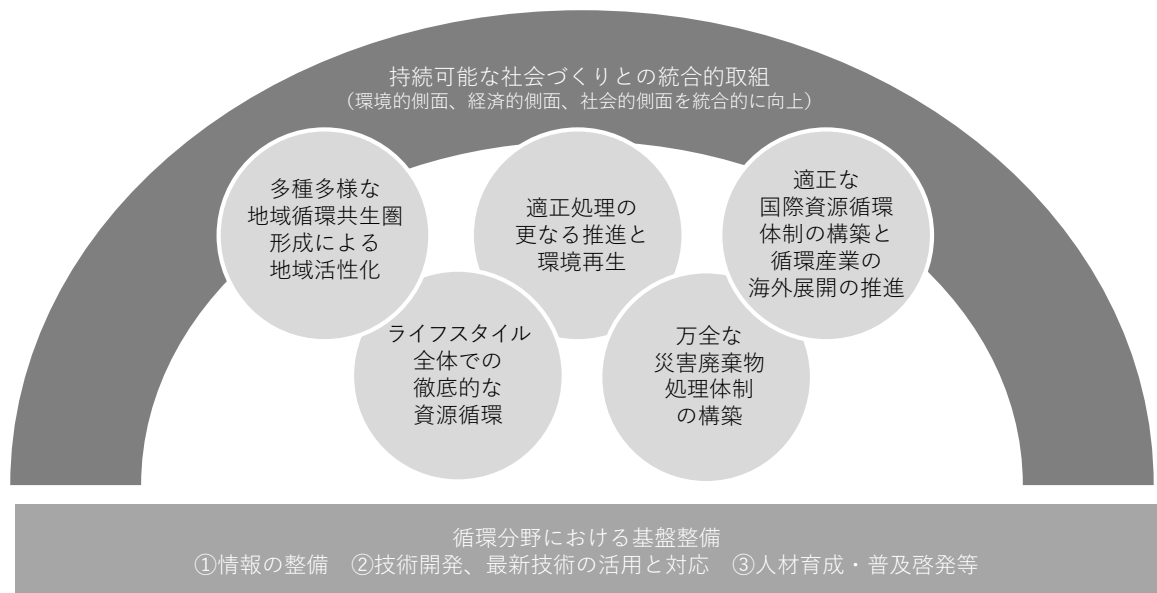 持続可能な社会づくりとの統合的取組
（環境的側面、経済的側面、社会的側面を統合的に向上）
多種多様な
地域循環共生圏
形成による
地域活性化
適正処理の
更なる推進と
環境再生
適正な
国際資源循環
体制の構築と
循環産業の
海外展開の推進
ライフスタイル
全体での
徹底的な
資源循環
万全な
災害廃棄物
処理体制
の構築
循環分野における基盤整備
①情報の整備　②技術開発、最新技術の活用と対応　③人材育成・普及啓発等